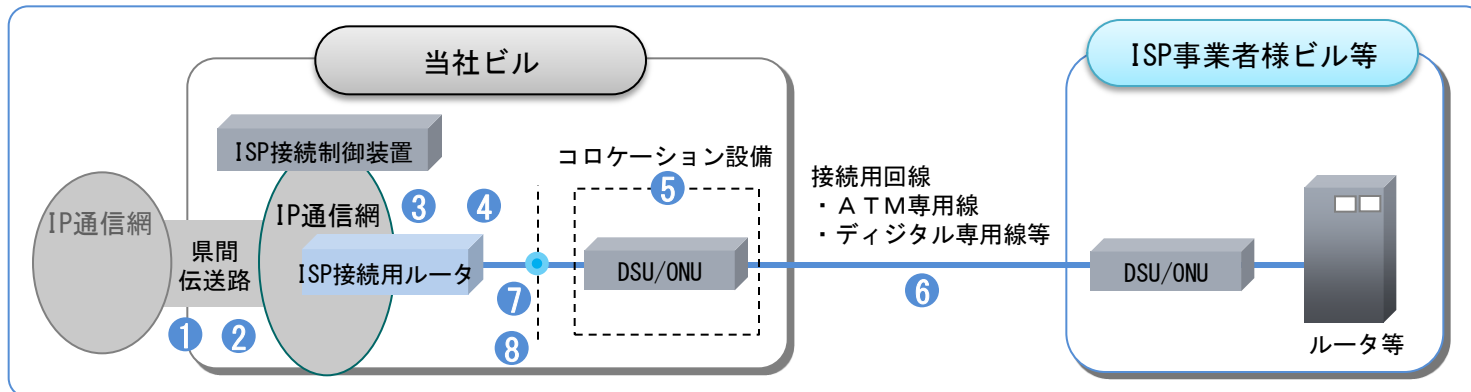 当社ビル
ISP事業者様ビル等
ISP接続制御装置
コロケーション設備
5
接続用回線
・ＡＴＭ専用線
・ディジタル専用線等
IP通信網
県間
伝送路
IP通信網
3
4
ISP接続用ルータ
DSU/ONU
DSU/ONU
1
2
7
8
6
ルータ等